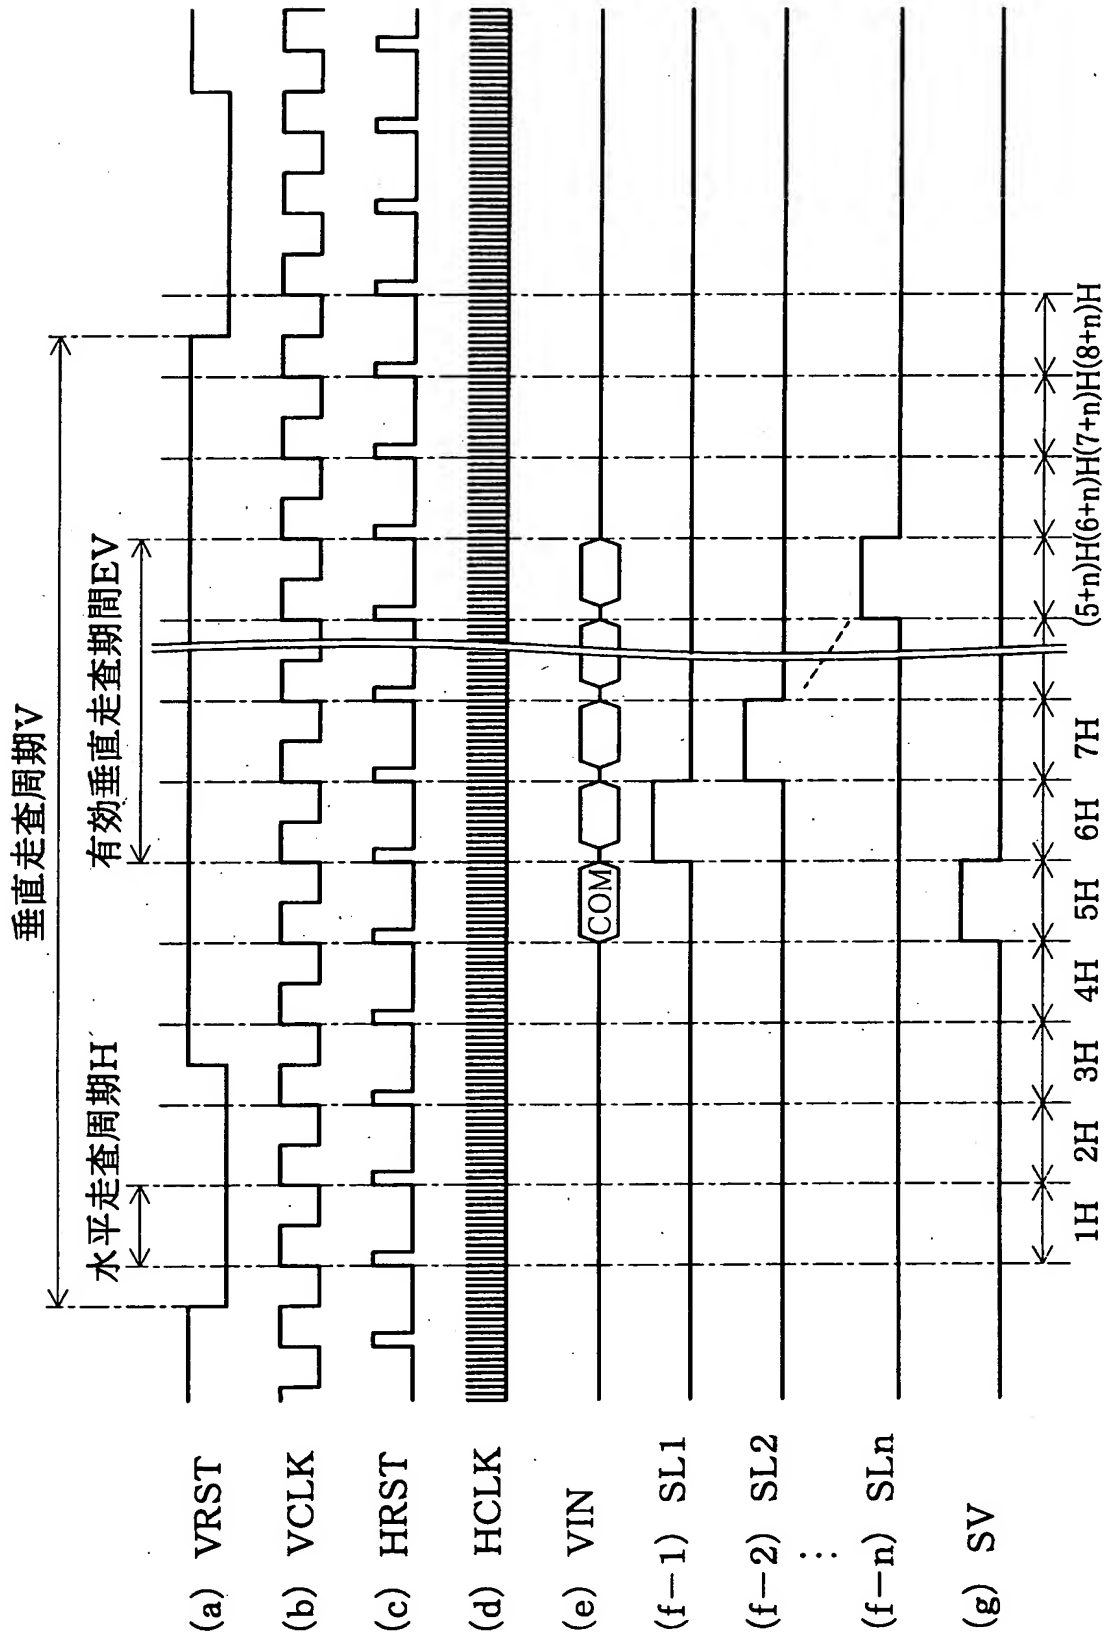 垂直走査周期V
水平走査周期H
有効垂直走査期間EV
(a) VRST
(b) VCLK
(c) HRST
(d) HCLK
(e) VIN
COM
(f-1) SL1
(f-2) SL2
⋮
(f-n) SLn
(g) SV
1H 2H 3H 4H 5H 6H 7H (5+n)H (6+n)H (7+n)H (8+n)H